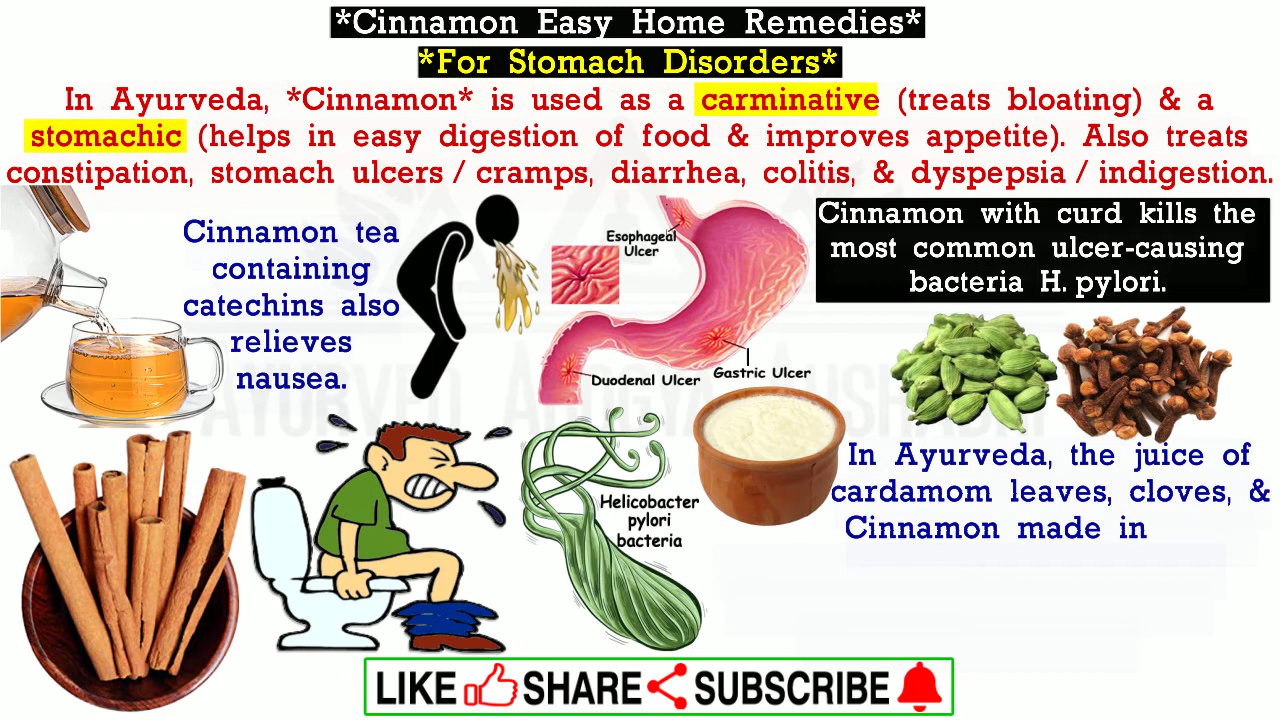 *Cinnamon Easy Home Remedies*
*For Stomach Disorders*
In Ayurveda, *Cinnamon* is used as a carminative (treats bloating) & a
stomachic (helps in easy digestion of food & improves appetite). Also treats
constipation, stomach ulcers / cramps, diarrhea, colitis, & dyspepsia / indigestion.
Cinnamon tea
containing
catechins also
relieves
nausea.
Esophageal
Ulcer
Duodenal Ulcer
Gastric Ulcer
Cinnamon with curd kills the
most common ulcer-causing
bacteria H. pylori.
Helicobacter
pylori
bacteria
In Ayurveda, the juice of
cardamom leaves, cloves, &
Cinnamon made in
LIKE SHARE SUBSCRIBE